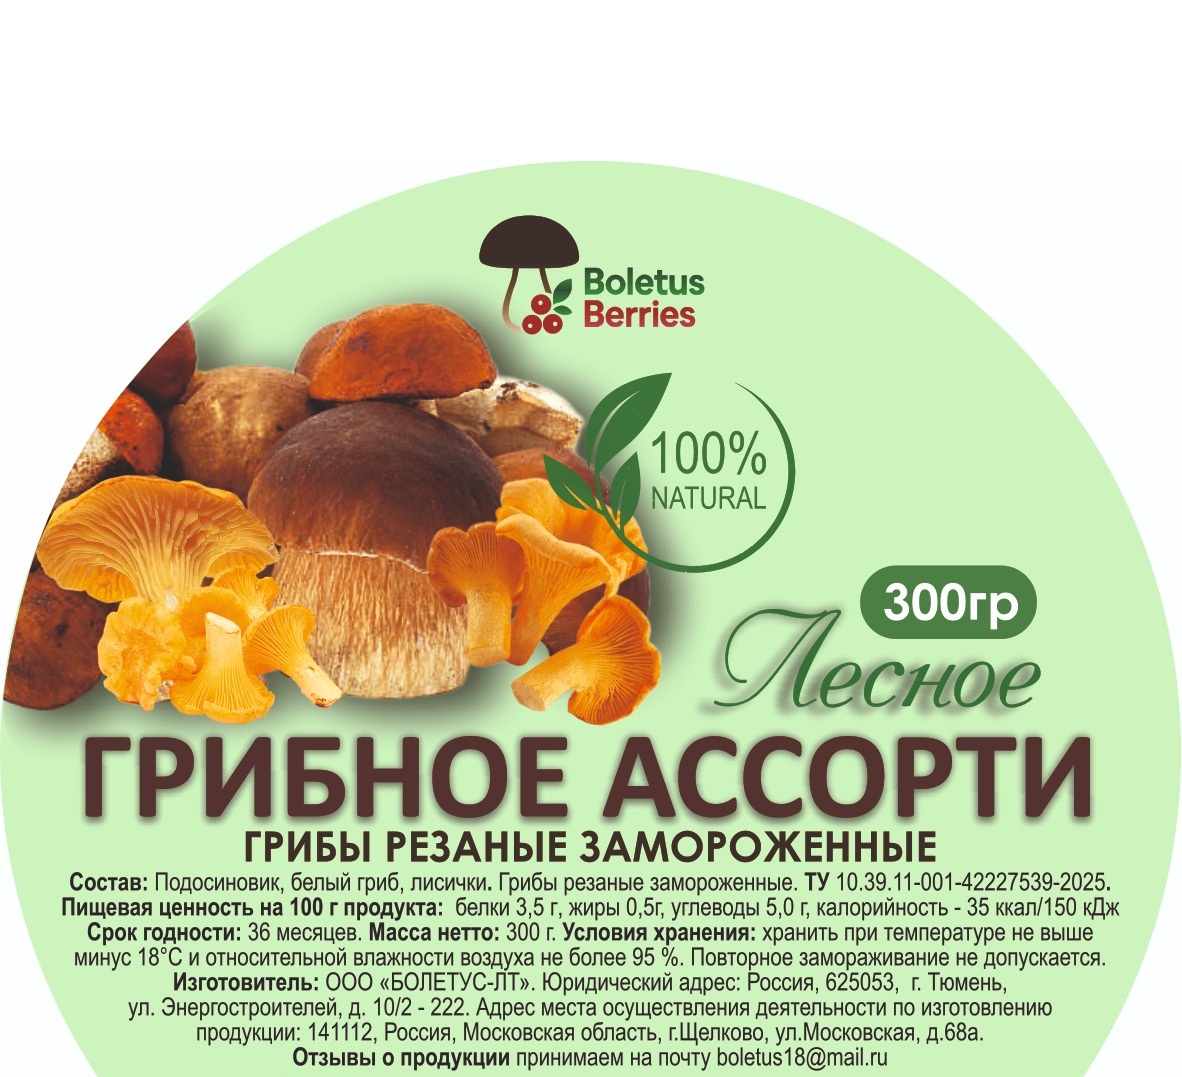 Boletus
Berries
100%
NATURAL
300гр
Лесное
ГРИБНОЕ АССОРТИ
ГРИБЫ РЕЗАНЫЕ ЗАМОРОЖЕННЫЕ
Состав: Подосиновик, белый гриб, лисички. Грибы резаные замороженные. ТУ 10.39.11-001-42227539-2025.
Пищевая ценность на 100 г продукта: белки 3,5 г, жиры 0,5г, углеводы 5,0 г, калорийность - 35 ккал/150 кДж
Срок годности: 36 месяцев. Масса нетто: 300 г. Условия хранения: хранить при температуре не выше
минус 18°С и относительной влажности воздуха не более 95 %. Повторное замораживание не допускается.
Изготовитель: ООО «БОЛЕТУС-ЛТ». Юридический адрес: Россия, 625053, г. Тюмень,
ул. Энергостроителей, д. 10/2 - 222. Адрес места осуществления деятельности по изготовлению
продукции: 141112, Россия, Московская область, г.Щелково, ул.Московская, д.68а.
Отзывы о продукции принимаем на почту boletus18@mail.ru